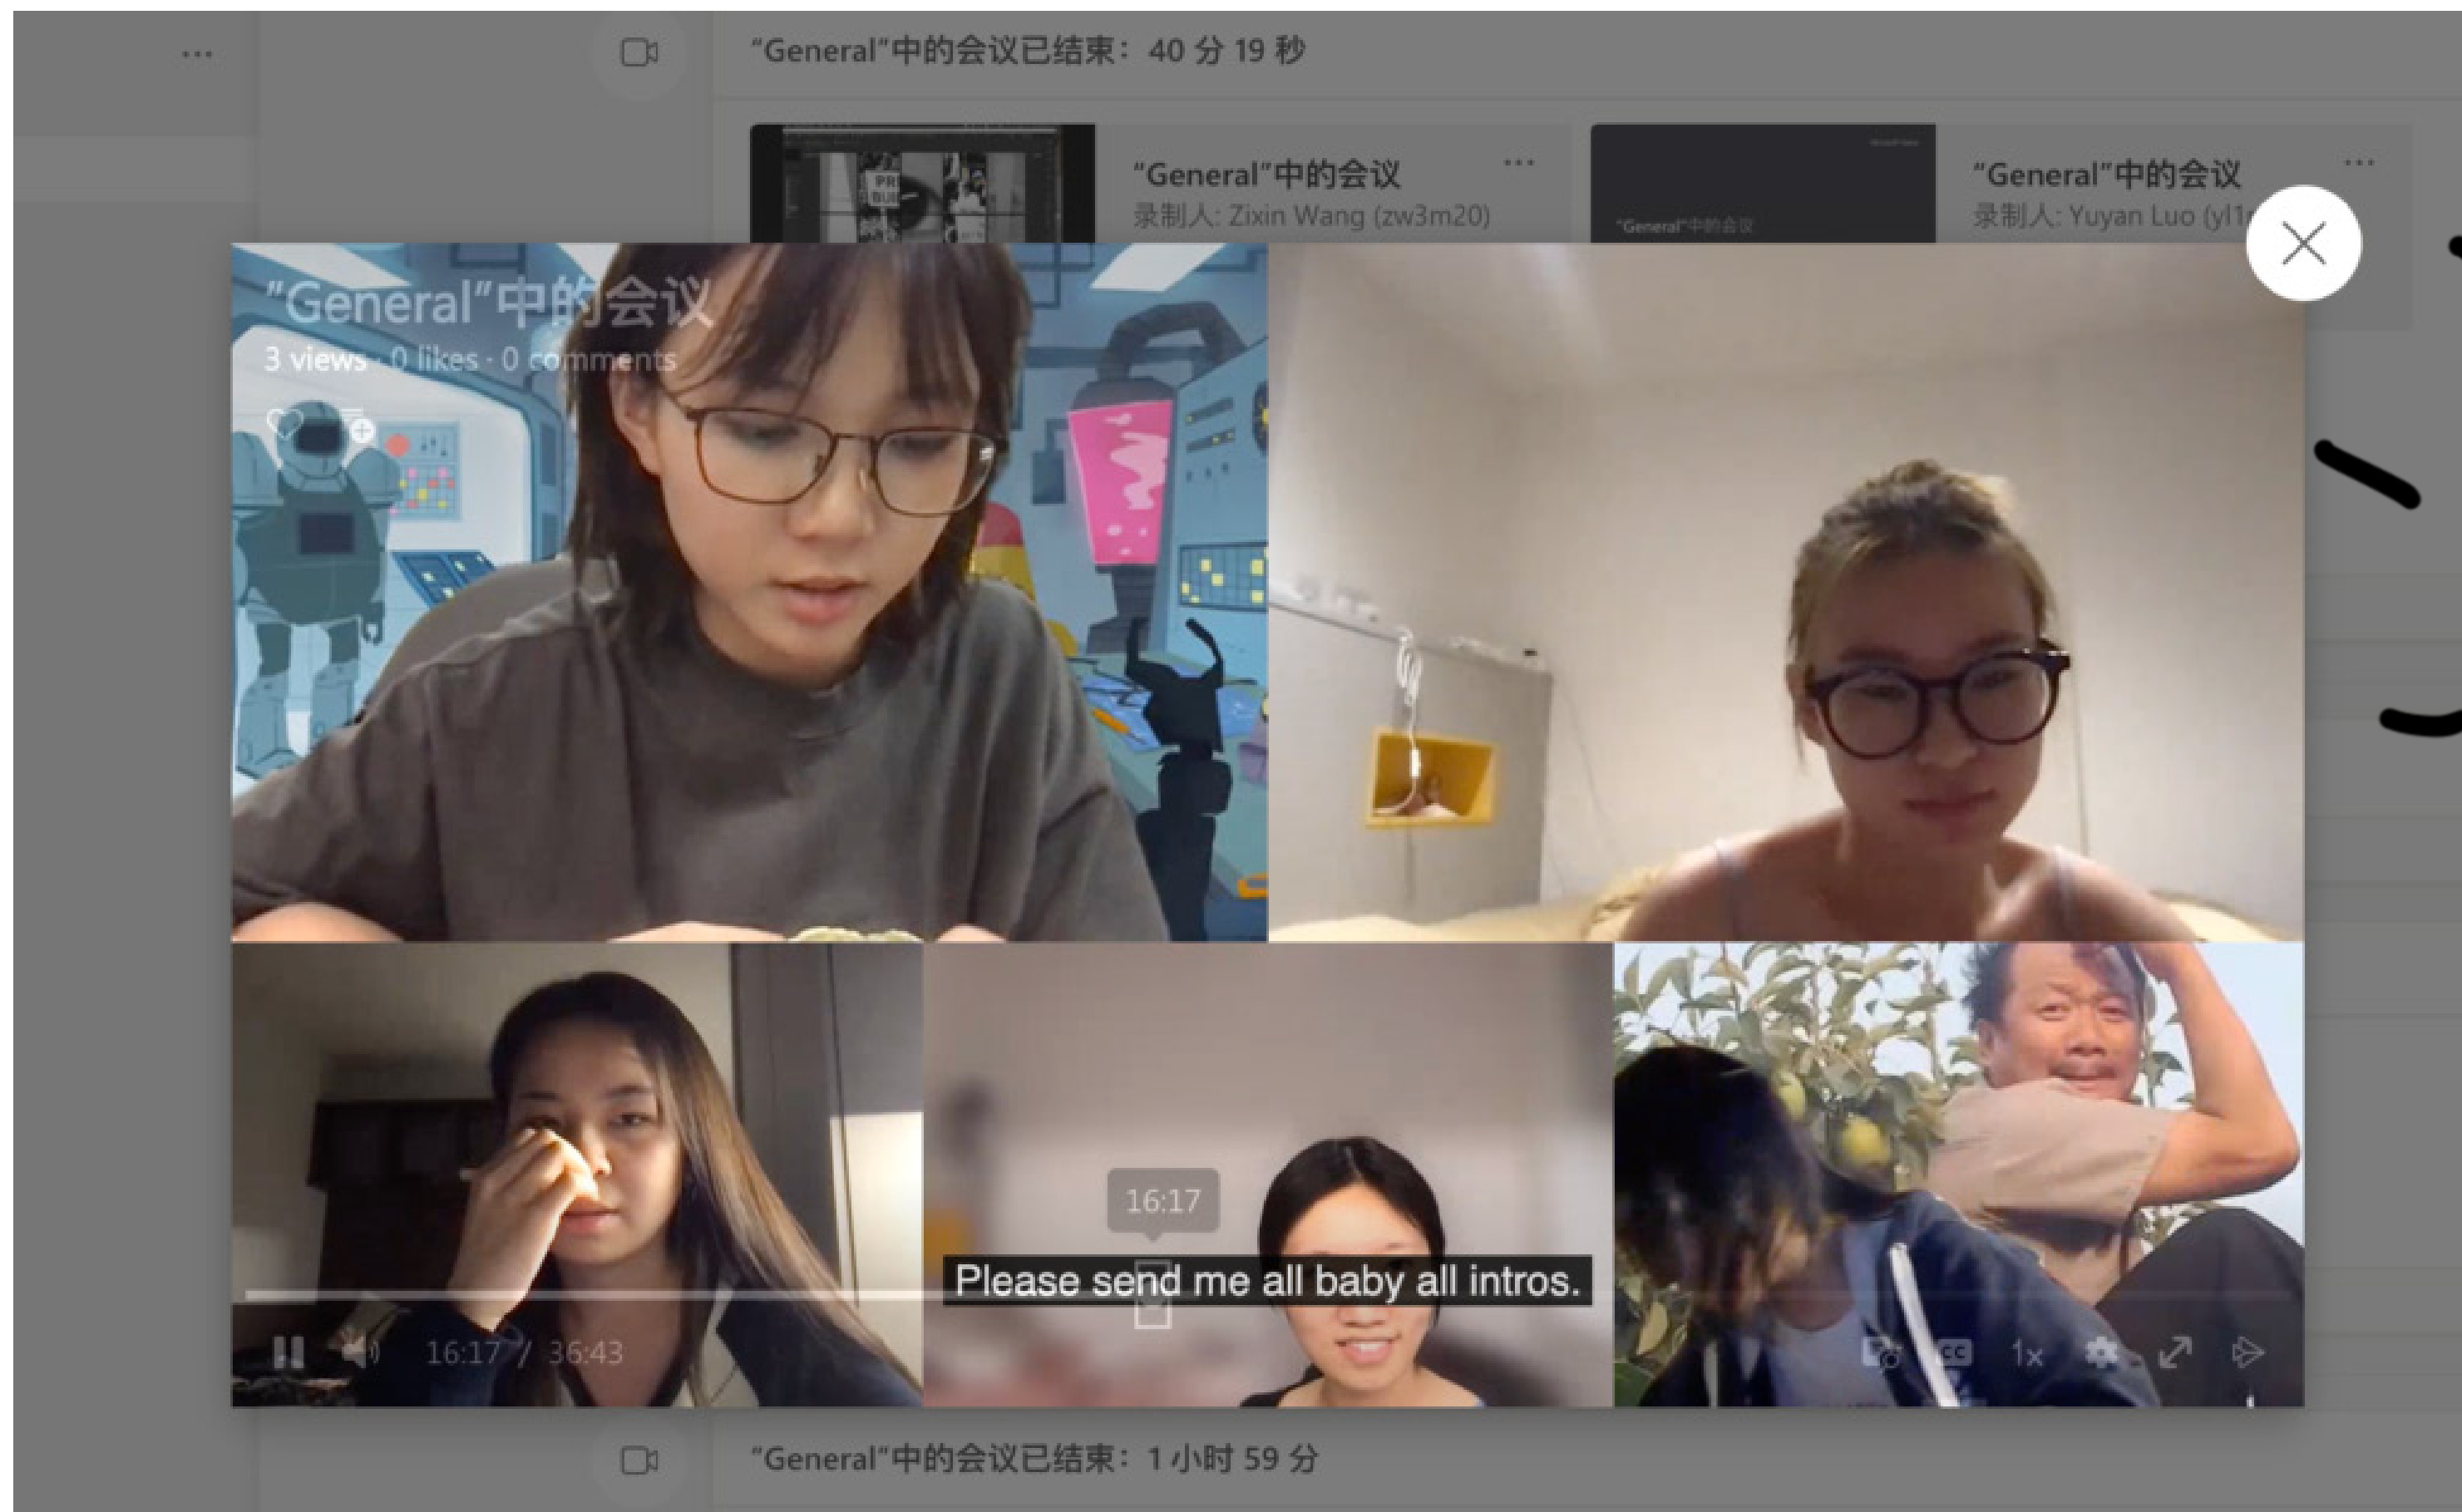 “General”中的会议已结束：40 分 19 秒
“General”中的会议
录制人: Zixin Wang (zw3m20)
“General”中的会议
“General”中的会议
录制人: Yuyan Luo (yl1
“General”中的会议
3 views · 0 likes · 0 comments
16:17
Please send me all baby all intros.
16:17 / 36:43
CC
1x
“General”中的会议已结束：1 小时 59 分